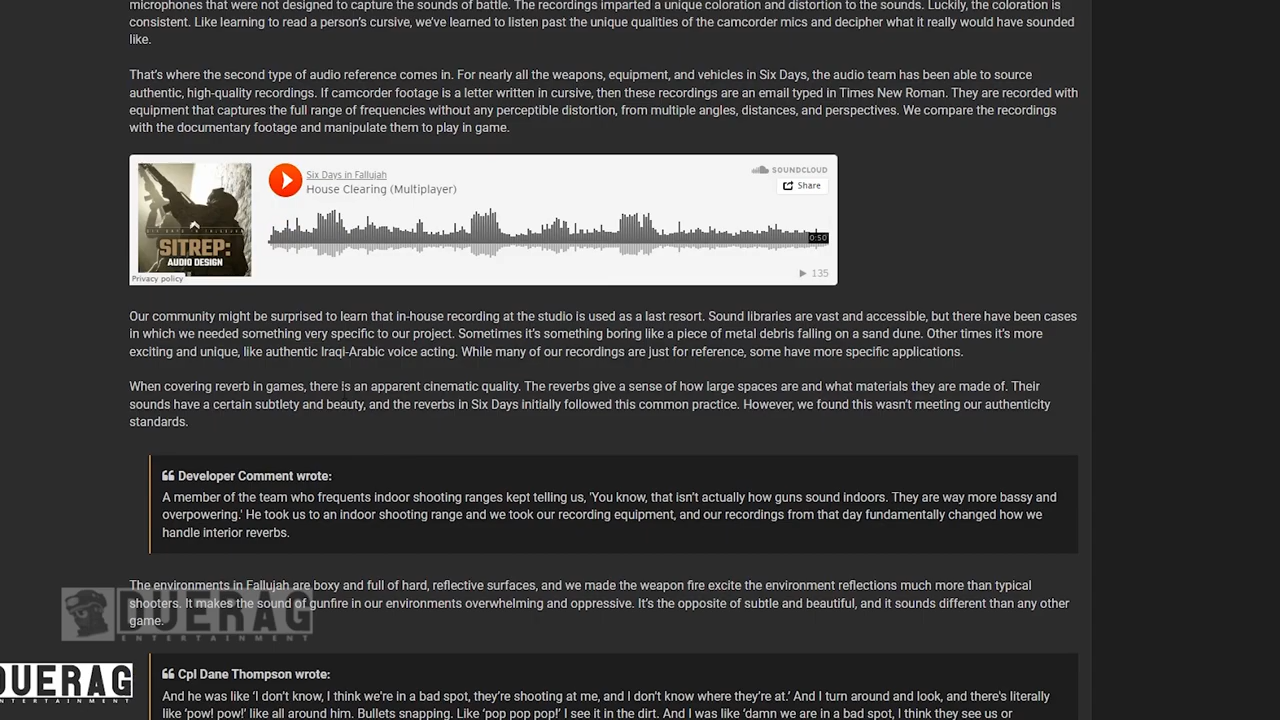 microphones that were not designed to capture the sounds of battle. The recordings imparted a unique coloration and distortion to the sounds. Luckily, the coloration is
consistent. Like learning to read a person's cursive, we've learned to listen past the unique qualities of the camcorder mics and decipher what it really would have sounded
like.
That's where the second type of audio reference comes in. For nearly all the weapons, equipment, and vehicles in Six Days, the audio team has been able to source
authentic, high-quality recordings. If camcorder footage is a letter written in cursive, then these recordings are an email typed in Times New Roman. They are recorded with
equipment that captures the full range of frequencies without any perceptible distortion, from multiple angles, distances, and perspectives. We compare the recordings
with the documentary footage and manipulate them to play in game.
Six Days in Fallujah
House Clearing (Multiplayer)
SOUNDCLOUD
Share
SIX DAYS IN FALLUJAH
SITREP:
AUDIO DESIGN
Privacy policy
0:50
135
Our community might be surprised to learn that in-house recording at the studio is used as a last resort. Sound libraries are vast and accessible, but there have been cases
in which we needed something very specific to our project. Sometimes it's something boring like a piece of metal debris falling on a sand dune. Other times it's more
exciting and unique, like authentic Iraqi-Arabic voice acting. While many of our recordings are just for reference, some have more specific applications.
When covering reverb in games, there is an apparent cinematic quality. The reverbs give a sense of how large spaces are and what materials they are made of. Their
sounds have a certain subtlety and beauty, and the reverbs in Six Days initially followed this common practice. However, we found this wasn't meeting our authenticity
standards.
Developer Comment wrote:
A member of the team who frequents indoor shooting ranges kept telling us, 'You know, that isn't actually how guns sound indoors. They are way more bassy and
overpowering.' He took us to an indoor shooting range and we took our recording equipment, and our recordings from that day fundamentally changed how we
handle interior reverbs.
The environments in Fallujah are boxy and full of hard, reflective surfaces, and we made the weapon fire excite the environment reflections much more than typical
shooters. It makes the sound of gunfire in our environments overwhelming and oppressive. It's the opposite of subtle and beautiful, and it sounds different than any other
game.
DUERAG
ENTERTAINMENT
DUERAG
ENTERTAINMENT
Cpl Dane Thompson wrote:
And he was like 'I don't know, I think we're in a bad spot, they're shooting at me, and I don't know where they're at.' And I turn around and look, and there's literally
like 'pow! pow!' like all around him. Bullets snapping. Like 'pop pop pop!' I see it in the dirt. And I was like 'damn we are in a bad spot, I think they see us or